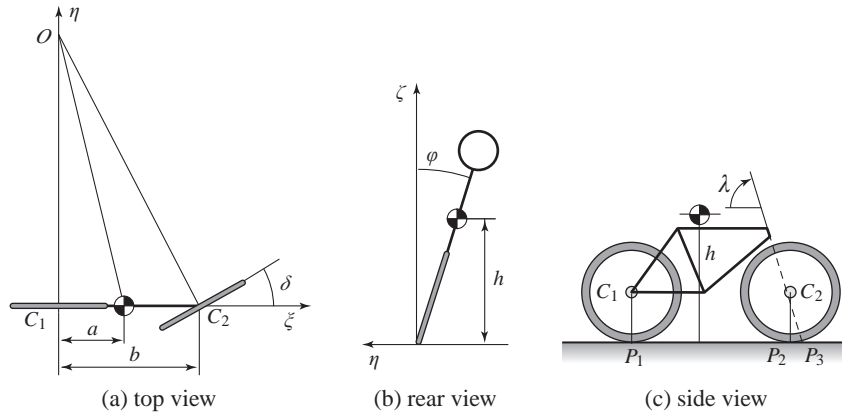 η
O
δ
C₁
C₂
ξ
a
b
(a) top view
ζ
φ
h
η
(b) rear view
λ
h
C₁
C₂
P₁
P₂
P₃
(c) side view